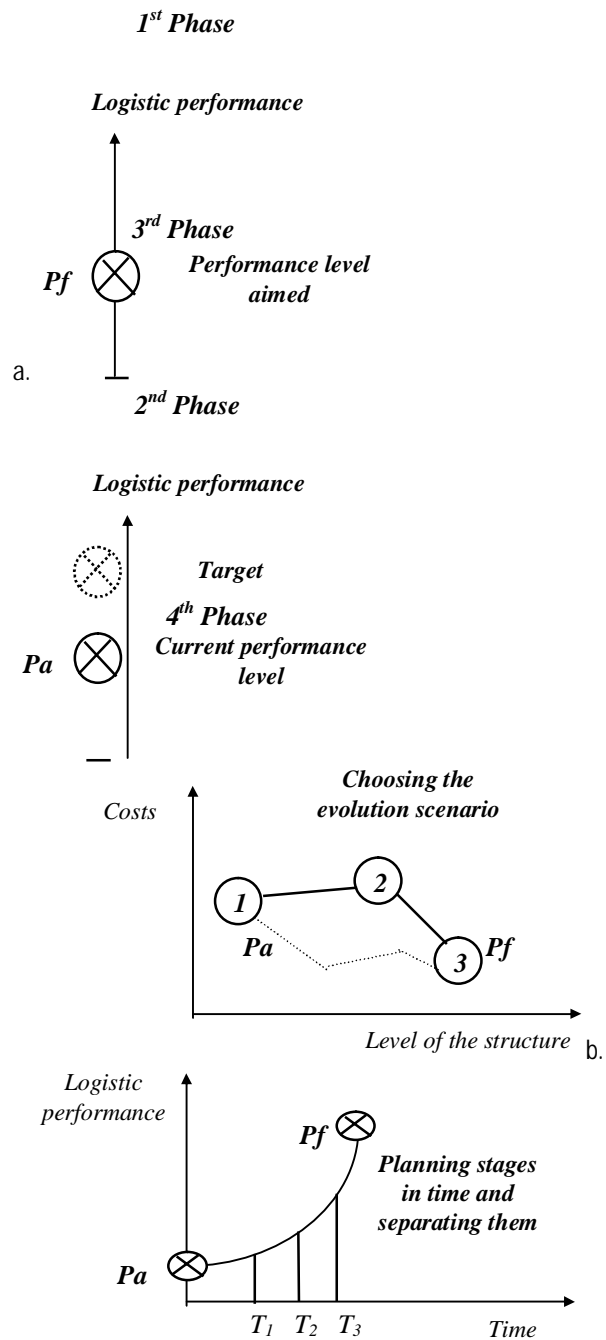 1st Phase
Logistic performance
3rd Phase
Pf
Performance level
aimed
a.
2nd Phase
Logistic performance
Target
4th Phase
Pa
Current performance
level
Choosing the
evolution scenario
Costs
1
2
3
Pa
Pf
Level of the structure
b.
Logistic
performance
Pf
Planning stages
in time and
separating them
Pa
T1 T2 T3
Time